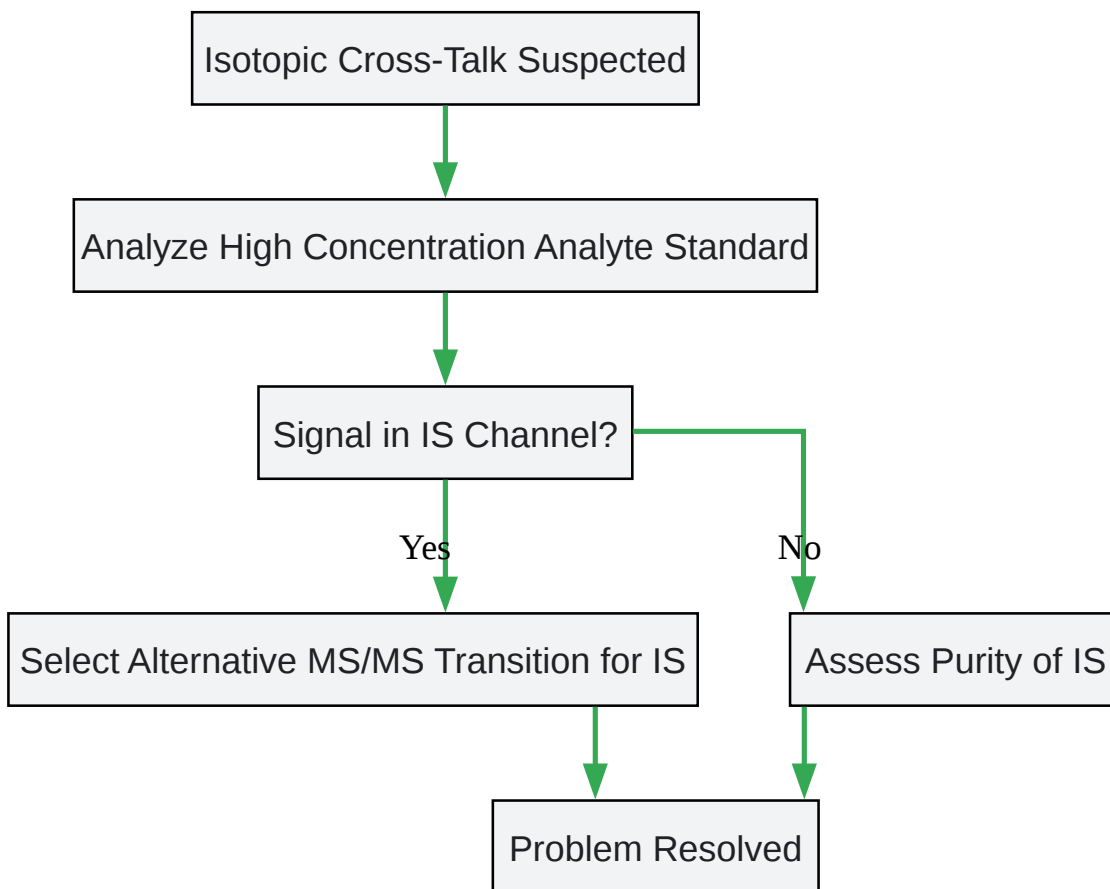 Isotopic Cross-Talk Suspected
Analyze High Concentration Analyte Standard
Signal in IS Channel?
Yes
No
Select Alternative MS/MS Transition for IS
Assess Purity of IS
Problem Resolved